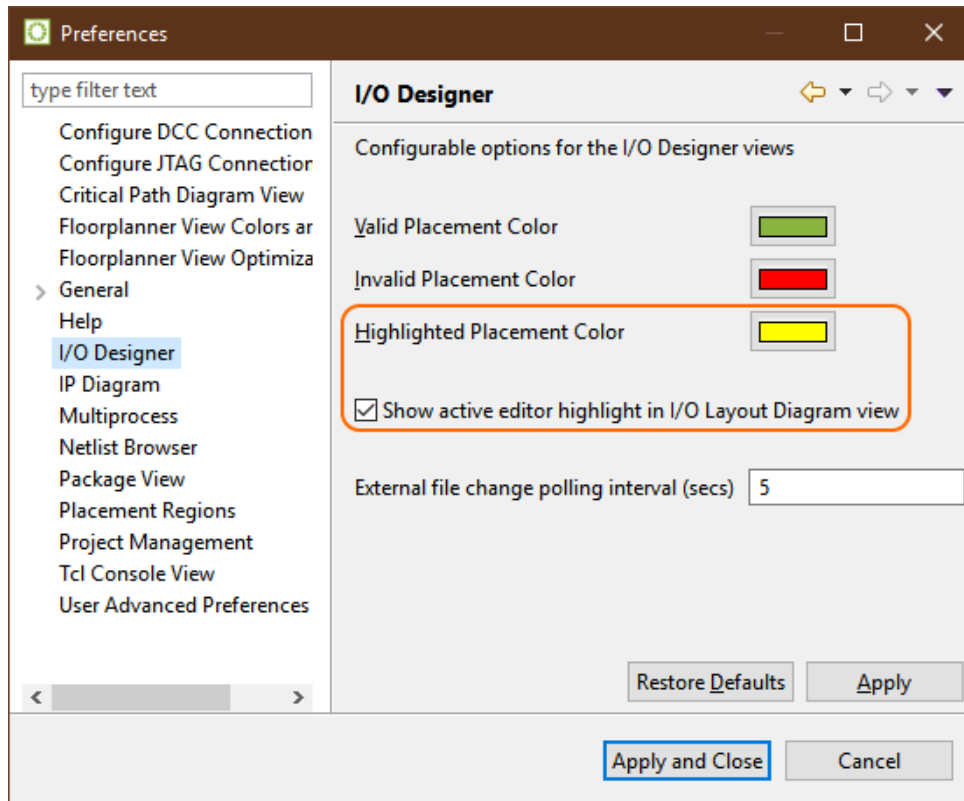 Preferences
type filter text
Configure DCC Connection
Configure JTAG Connection
Critical Path Diagram View
Floorplanner View Colors ar
Floorplanner View Optimiza
General
Help
I/O Designer
IP Diagram
Multiprocess
Netlist Browser
Package View
Placement Regions
Project Management
Tcl Console View
User Advanced Preferences
I/O Designer
Configurable options for the I/O Designer views
Valid Placement Color
Invalid Placement Color
Highlighted Placement Color
Show active editor highlight in I/O Layout Diagram view
External file change polling interval (secs) 5
Restore Defaults Apply
Apply and Close Cancel